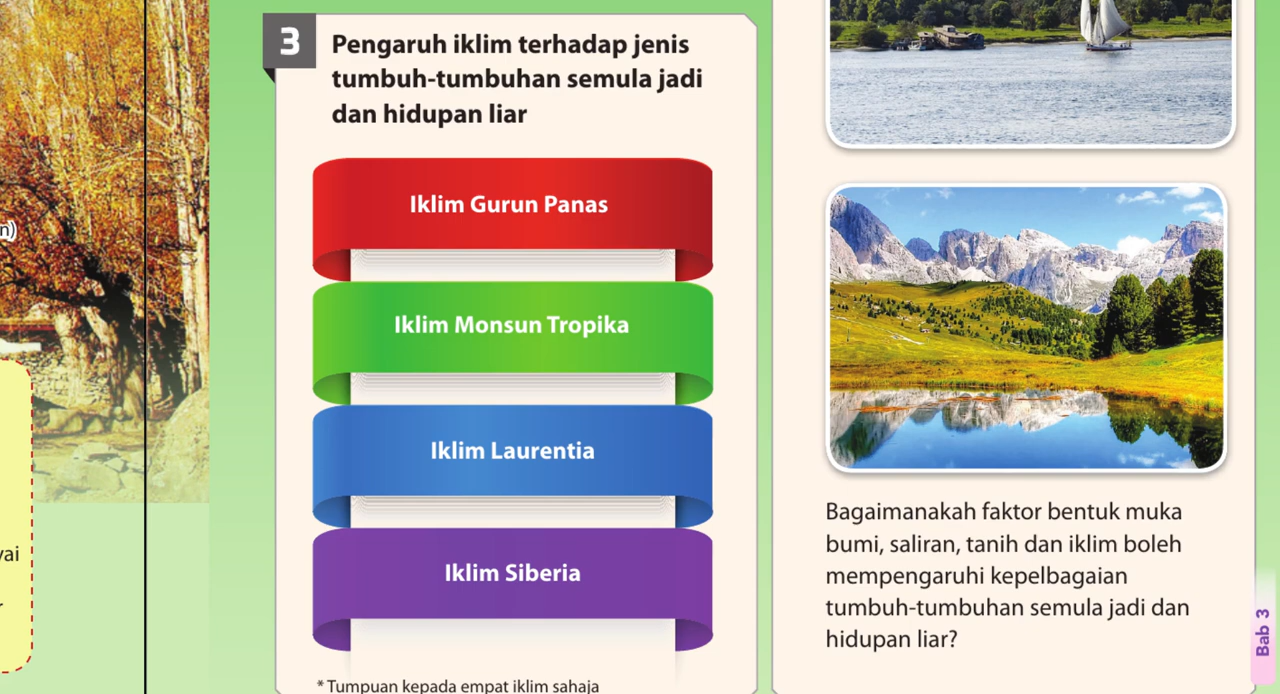 n)
3
Pengaruh iklim terhadap jenis
tumbuh-tumbuhan semula jadi
dan hidupan liar
Iklim Gurun Panas
Iklim Monsun Tropika
Iklim Laurentia
Iklim Siberia
* Tumpuan kepada empat iklim sahaja
Bagaimanakah faktor bentuk muka
bumi, saliran, tanih dan iklim boleh
mempengaruhi kepelbagaian
tumbuh-tumbuhan semula jadi dan
hidupan liar?
Bab 3